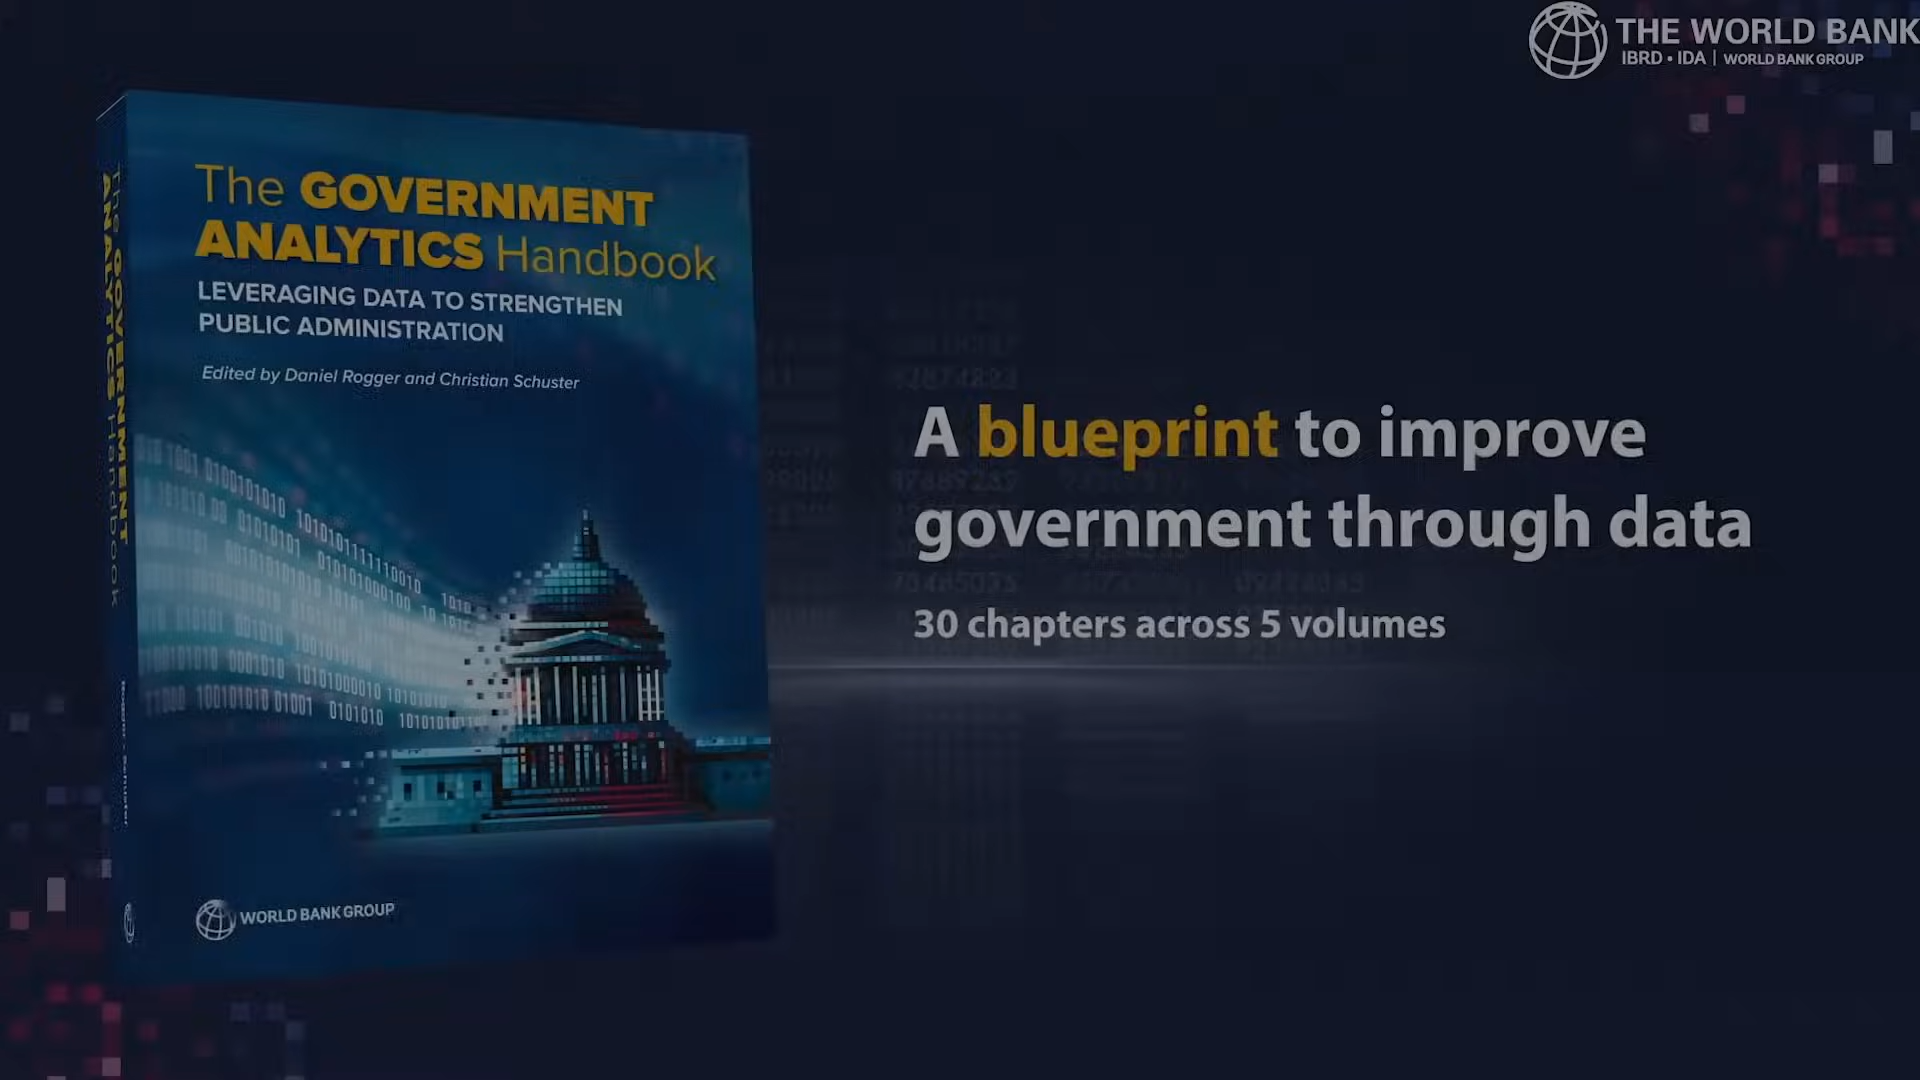 THE WORLD BANK
IBRD • IDA | WORLD BANK GROUP
The GOVERNMENT
ANALYTICS Handbook
LEVERAGING DATA TO STRENGTHEN
PUBLIC ADMINISTRATION
Edited by Daniel Rogger and Christian Schuster
The GOVERNMENT
ANALYTICS Handbook
Rogger • Schuster
WORLD BANK GROUP
A blueprint to improve
government through data
30 chapters across 5 volumes